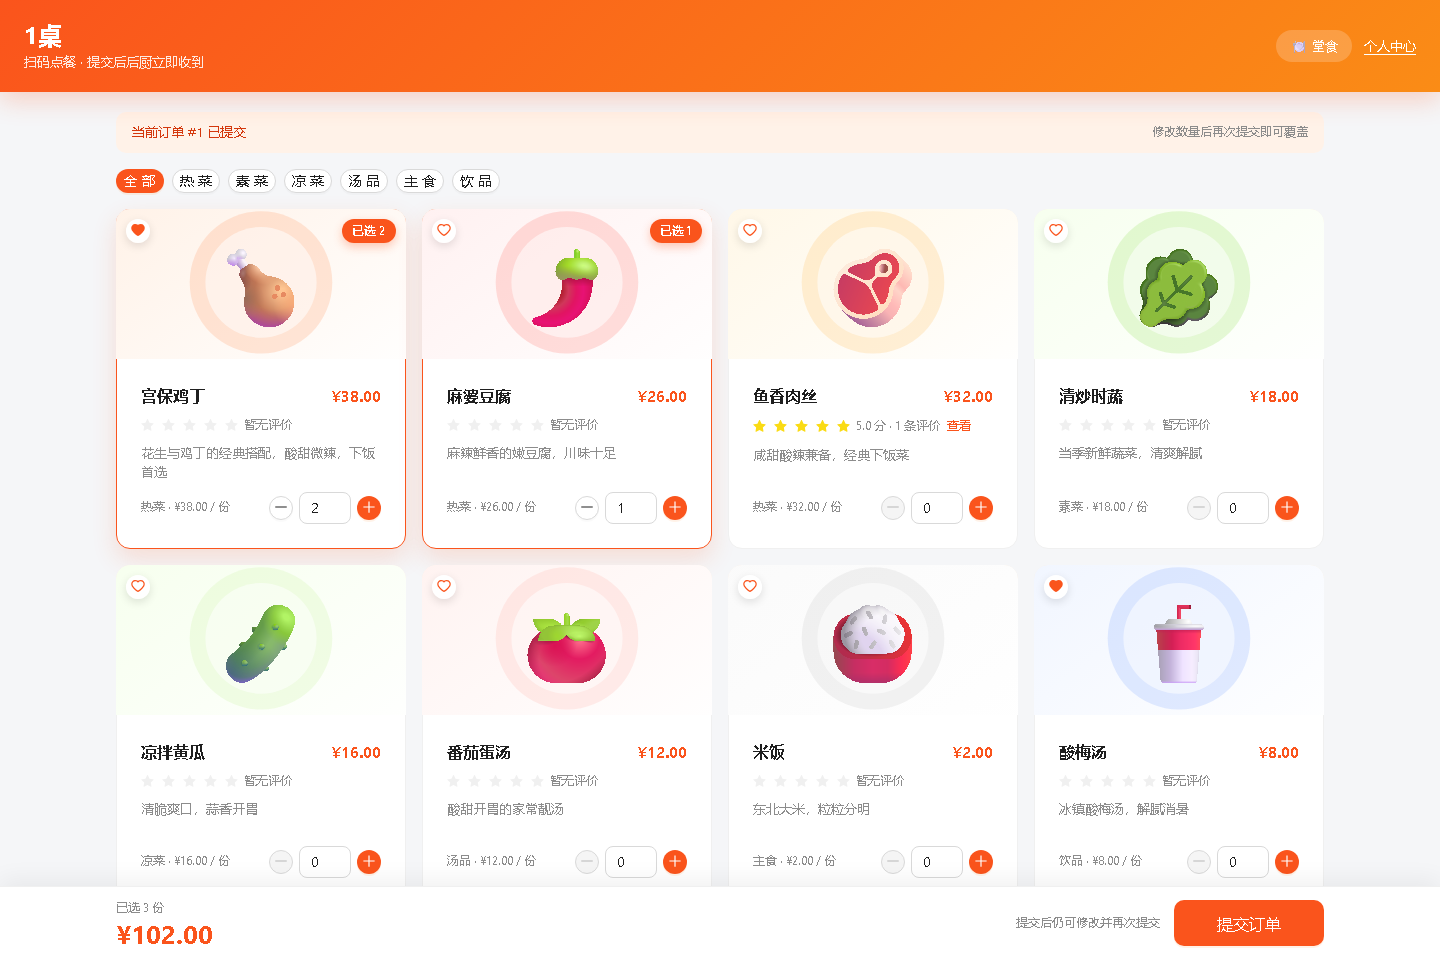 1桌
扫码点餐 · 提交后后厨立即收到
堂食
个人中心
当前订单 #1 已提交
修改数量后再次提交即可覆盖
全部 热菜 素菜 凉菜 汤品 主食 饮品
已选 2
已选 1
宫保鸡丁 ¥38.00
暂无评价
花生与鸡丁的经典搭配，酸甜微辣，下饭
首选
热菜 · ¥38.00 / 份 2
麻婆豆腐 ¥26.00
暂无评价
麻辣鲜香的嫩豆腐，川味十足
热菜 · ¥26.00 / 份 1
鱼香肉丝 ¥32.00
5.0 分 · 1 条评价 查看
咸甜酸辣兼备，经典下饭菜
热菜 · ¥32.00 / 份 0
清炒时蔬 ¥18.00
暂无评价
当季新鲜蔬菜，清爽解腻
素菜 · ¥18.00 / 份 0
凉拌黄瓜 ¥16.00
暂无评价
清脆爽口，蒜香开胃
凉菜 · ¥16.00 / 份 0
番茄蛋汤 ¥12.00
暂无评价
酸甜开胃的家常靓汤
汤品 · ¥12.00 / 份 0
米饭 ¥2.00
暂无评价
东北大米，粒粒分明
主食 · ¥2.00 / 份 0
酸梅汤 ¥8.00
暂无评价
冰镇酸梅汤，解腻消暑
饮品 · ¥8.00 / 份 0
已选 3 份
¥102.00
提交后仍可修改并再次提交
提交订单